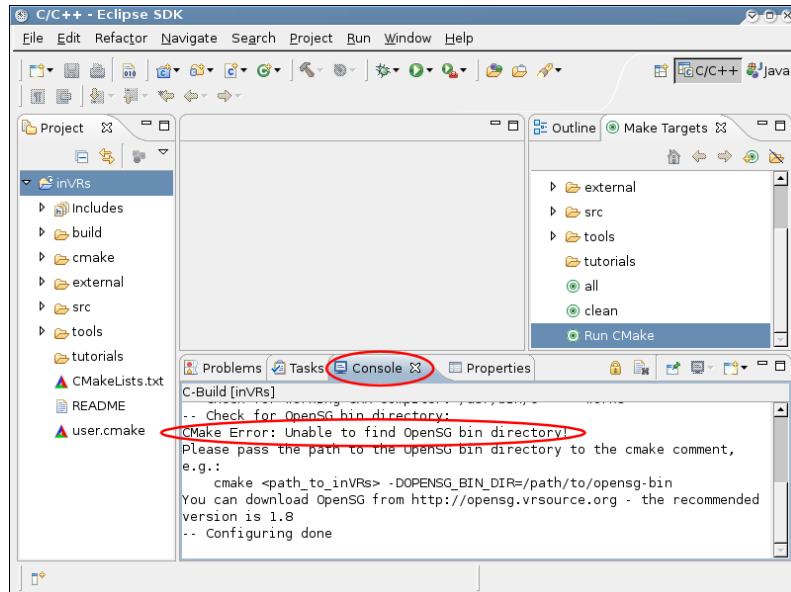 C/C++ - Eclipse SDK
File Edit Refactor Navigate Search Project Run Window Help
C/C++ Java
Project
Outline Make Targets
inVRs
Includes
build
cmake
external
src
tools
tutorials
CMakeLists.txt
README
user.cmake
external
src
tools
tutorials
all
clean
Run CMake
Problems Tasks Console Properties
C-Build [inVRs]
-- Check for OpenSG bin directory:
CMake Error: Unable to find OpenSG bin directory!
Please pass the path to the OpenSG bin directory to the cmake comment,
e.g.:
cmake <path_to_inVRs> -DOPENSG_BIN_DIR=/path/to/opensg-bin
You can download OpenSG from http://opensg.vrsource.org - the recommended
version is 1.8
-- Configuring done